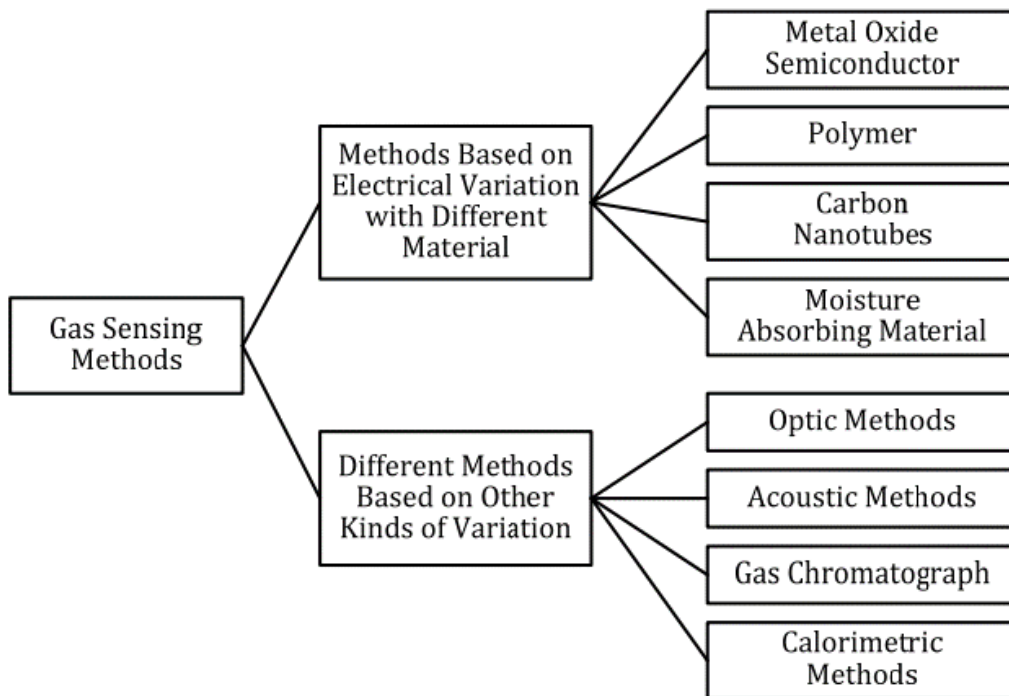 Gas Sensing
Methods
Methods Based on
Electrical Variation
with Different
Material
Metal Oxide
Semiconductor
Polymer
Carbon
Nanotubes
Moisture
Absorbing Material
Different Methods
Based on Other
Kinds of Variation
Optic Methods
Acoustic Methods
Gas Chromatograph
Calorimetric
Methods